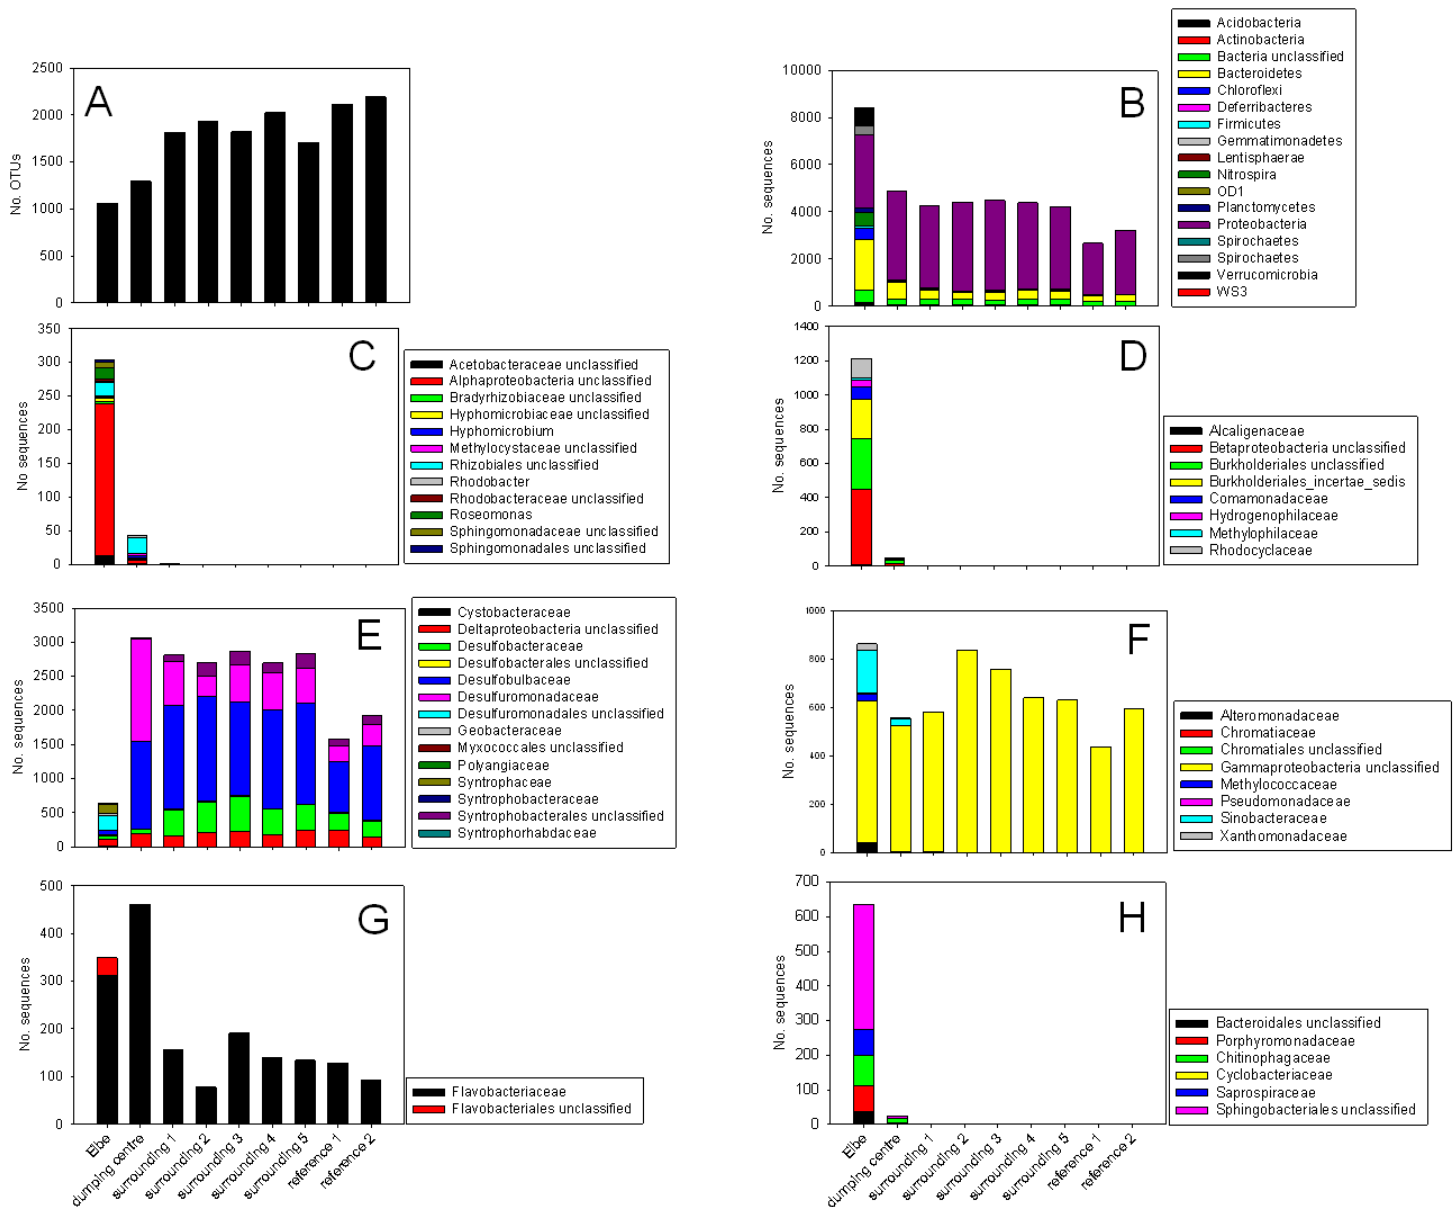 A
2500
2000
1500
1000
500
0
No. OTUs
B
10000
8000
6000
4000
2000
0
No. sequences
Acidobacteria
Actinobacteria
Bacteria unclassified
Bacteroidetes
Chloroflexi
Deferribacteres
Firmicutes
Gemmatimonadetes
Lentisphaerae
Nitrospira
OD1
Planctomycetes
Proteobacteria
Spirochaetes
Spirochaetes
Verrucomicrobia
WS3
C
350
300
250
200
150
100
50
0
No sequences
Acetobacteraceae unclassified
Alphaproteobacteria unclassified
Bradyrhizobiaceae unclassified
Hyphomicrobiaceae unclassified
Hyphomicrobium
Methylocystaceae unclassified
Rhizobiales unclassified
Rhodobacter
Rhodobacteraceae unclassified
Roseomonas
Sphingomonadaceae unclassified
Sphingomonadales unclassified
D
1400
1200
1000
800
600
400
200
0
No. sequences
Alcaligenaceae
Betaproteobacteria unclassified
Burkholderiales unclassified
Burkholderiales_incertae_sedis
Comamonadaceae
Hydrogenophilaceae
Methylophilaceae
Rhodocyclaceae
E
3500
3000
2500
2000
1500
1000
500
0
No. sequences
Cystobacteraceae
Deltaproteobacteria unclassified
Desulfobacteraceae
Desulfobacterales unclassified
Desulfobulbaceae
Desulfuromonadaceae
Desulfuromonadales unclassified
Geobacteraceae
Myxococcales unclassified
Polyangiaceae
Syntrophaceae
Syntrophobacteraceae
Syntrophobacterales unclassified
Syntrophorhabdaceae
F
1000
800
600
400
200
0
No. sequences
Alteromonadaceae
Chromatiaceae
Chromatiales unclassified
Gammaproteobacteria unclassified
Methylococcaceae
Pseudomonadaceae
Sinobacteraceae
Xanthomonadaceae
G
500
400
300
200
100
0
No. sequences
Flavobacteriaceae
Flavobacteriales unclassified
Elbe
dumping centre
surrounding 1
surrounding 2
surrounding 3
surrounding 4
surrounding 5
reference 1
reference 2
H
700
600
500
400
300
200
100
0
No. sequences
Bacteroidales unclassified
Porphyromonadaceae
Chitinophagaceae
Cyclobacteriaceae
Saprospiraceae
Sphingobacteriales unclassified
Elbe
dumping centre
surrounding 1
surrounding 2
surrounding 3
surrounding 4
surrounding 5
reference 1
reference 2